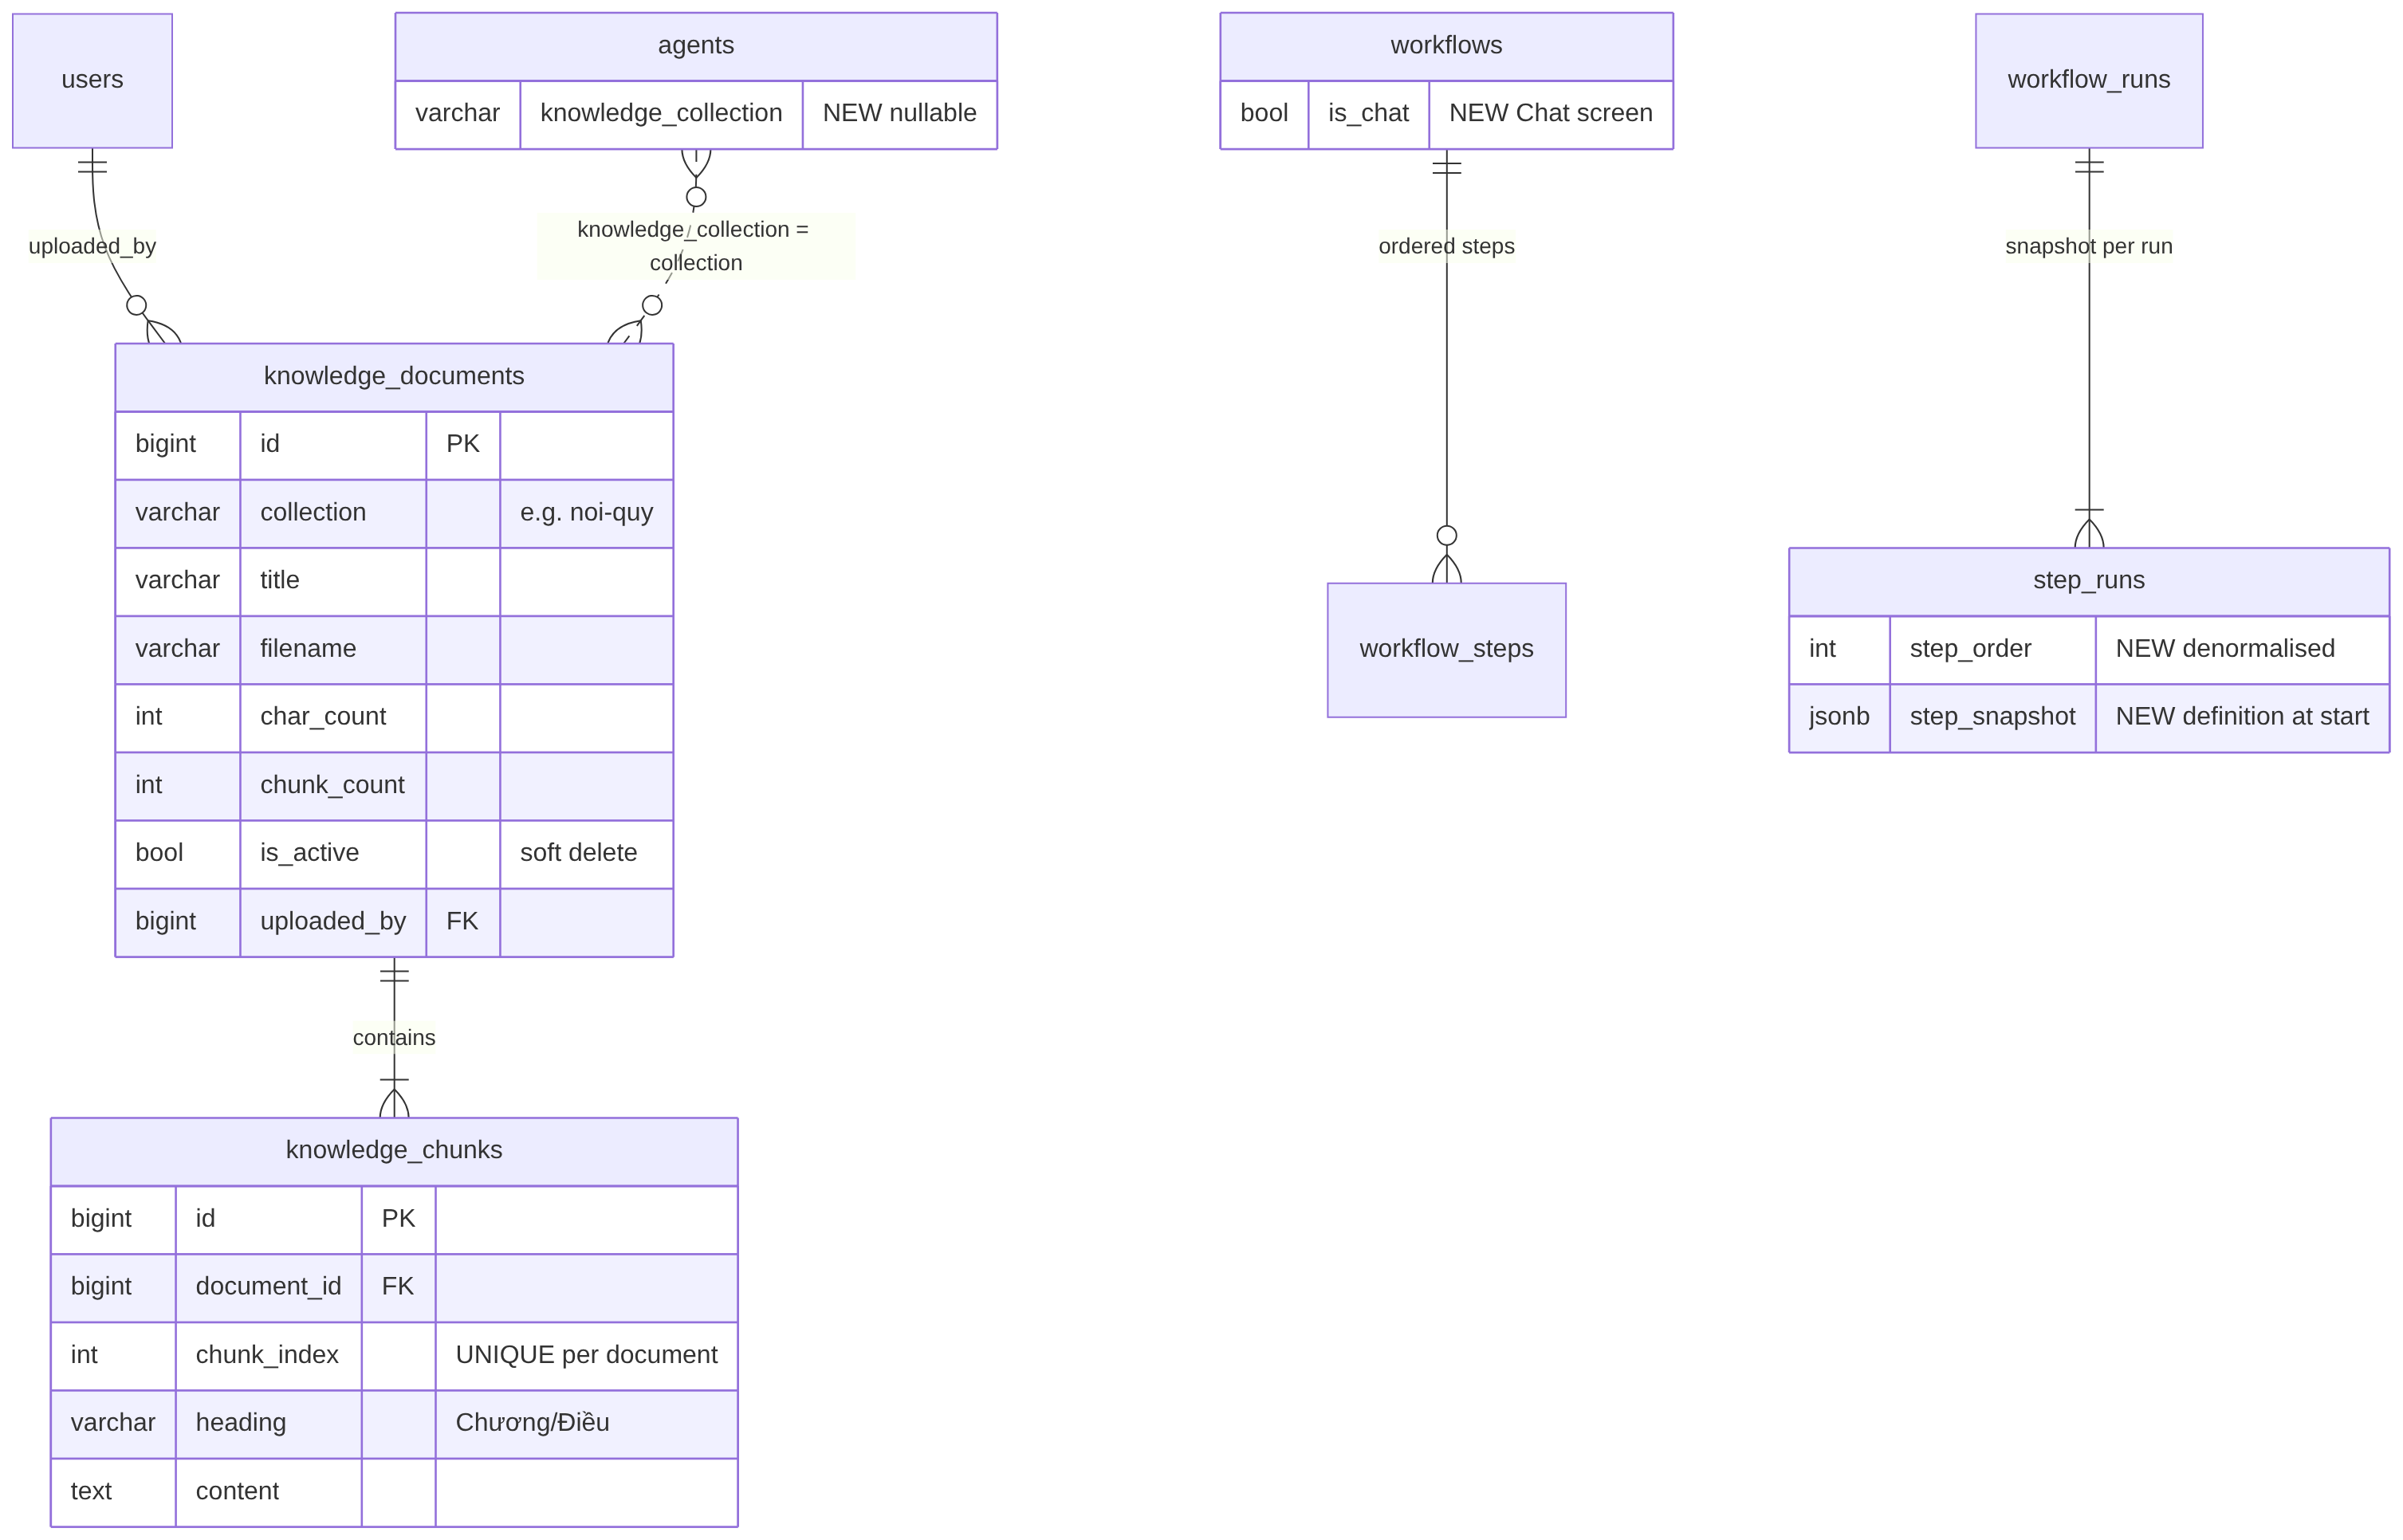 users
agents
varchar knowledge_collection NEW nullable
workflows
bool is_chat NEW Chat screen
workflow_runs
uploaded_by
knowledge_collection =
collection
ordered steps
snapshot per run
knowledge_documents
bigint id PK
varchar collection e.g. noi-quy
varchar title
varchar filename
int char_count
int chunk_count
bool is_active soft delete
bigint uploaded_by FK
workflow_steps
step_runs
int step_order NEW denormalised
jsonb step_snapshot NEW definition at start
contains
knowledge_chunks
bigint id PK
bigint document_id FK
int chunk_index UNIQUE per document
varchar heading Chương/Điều
text content